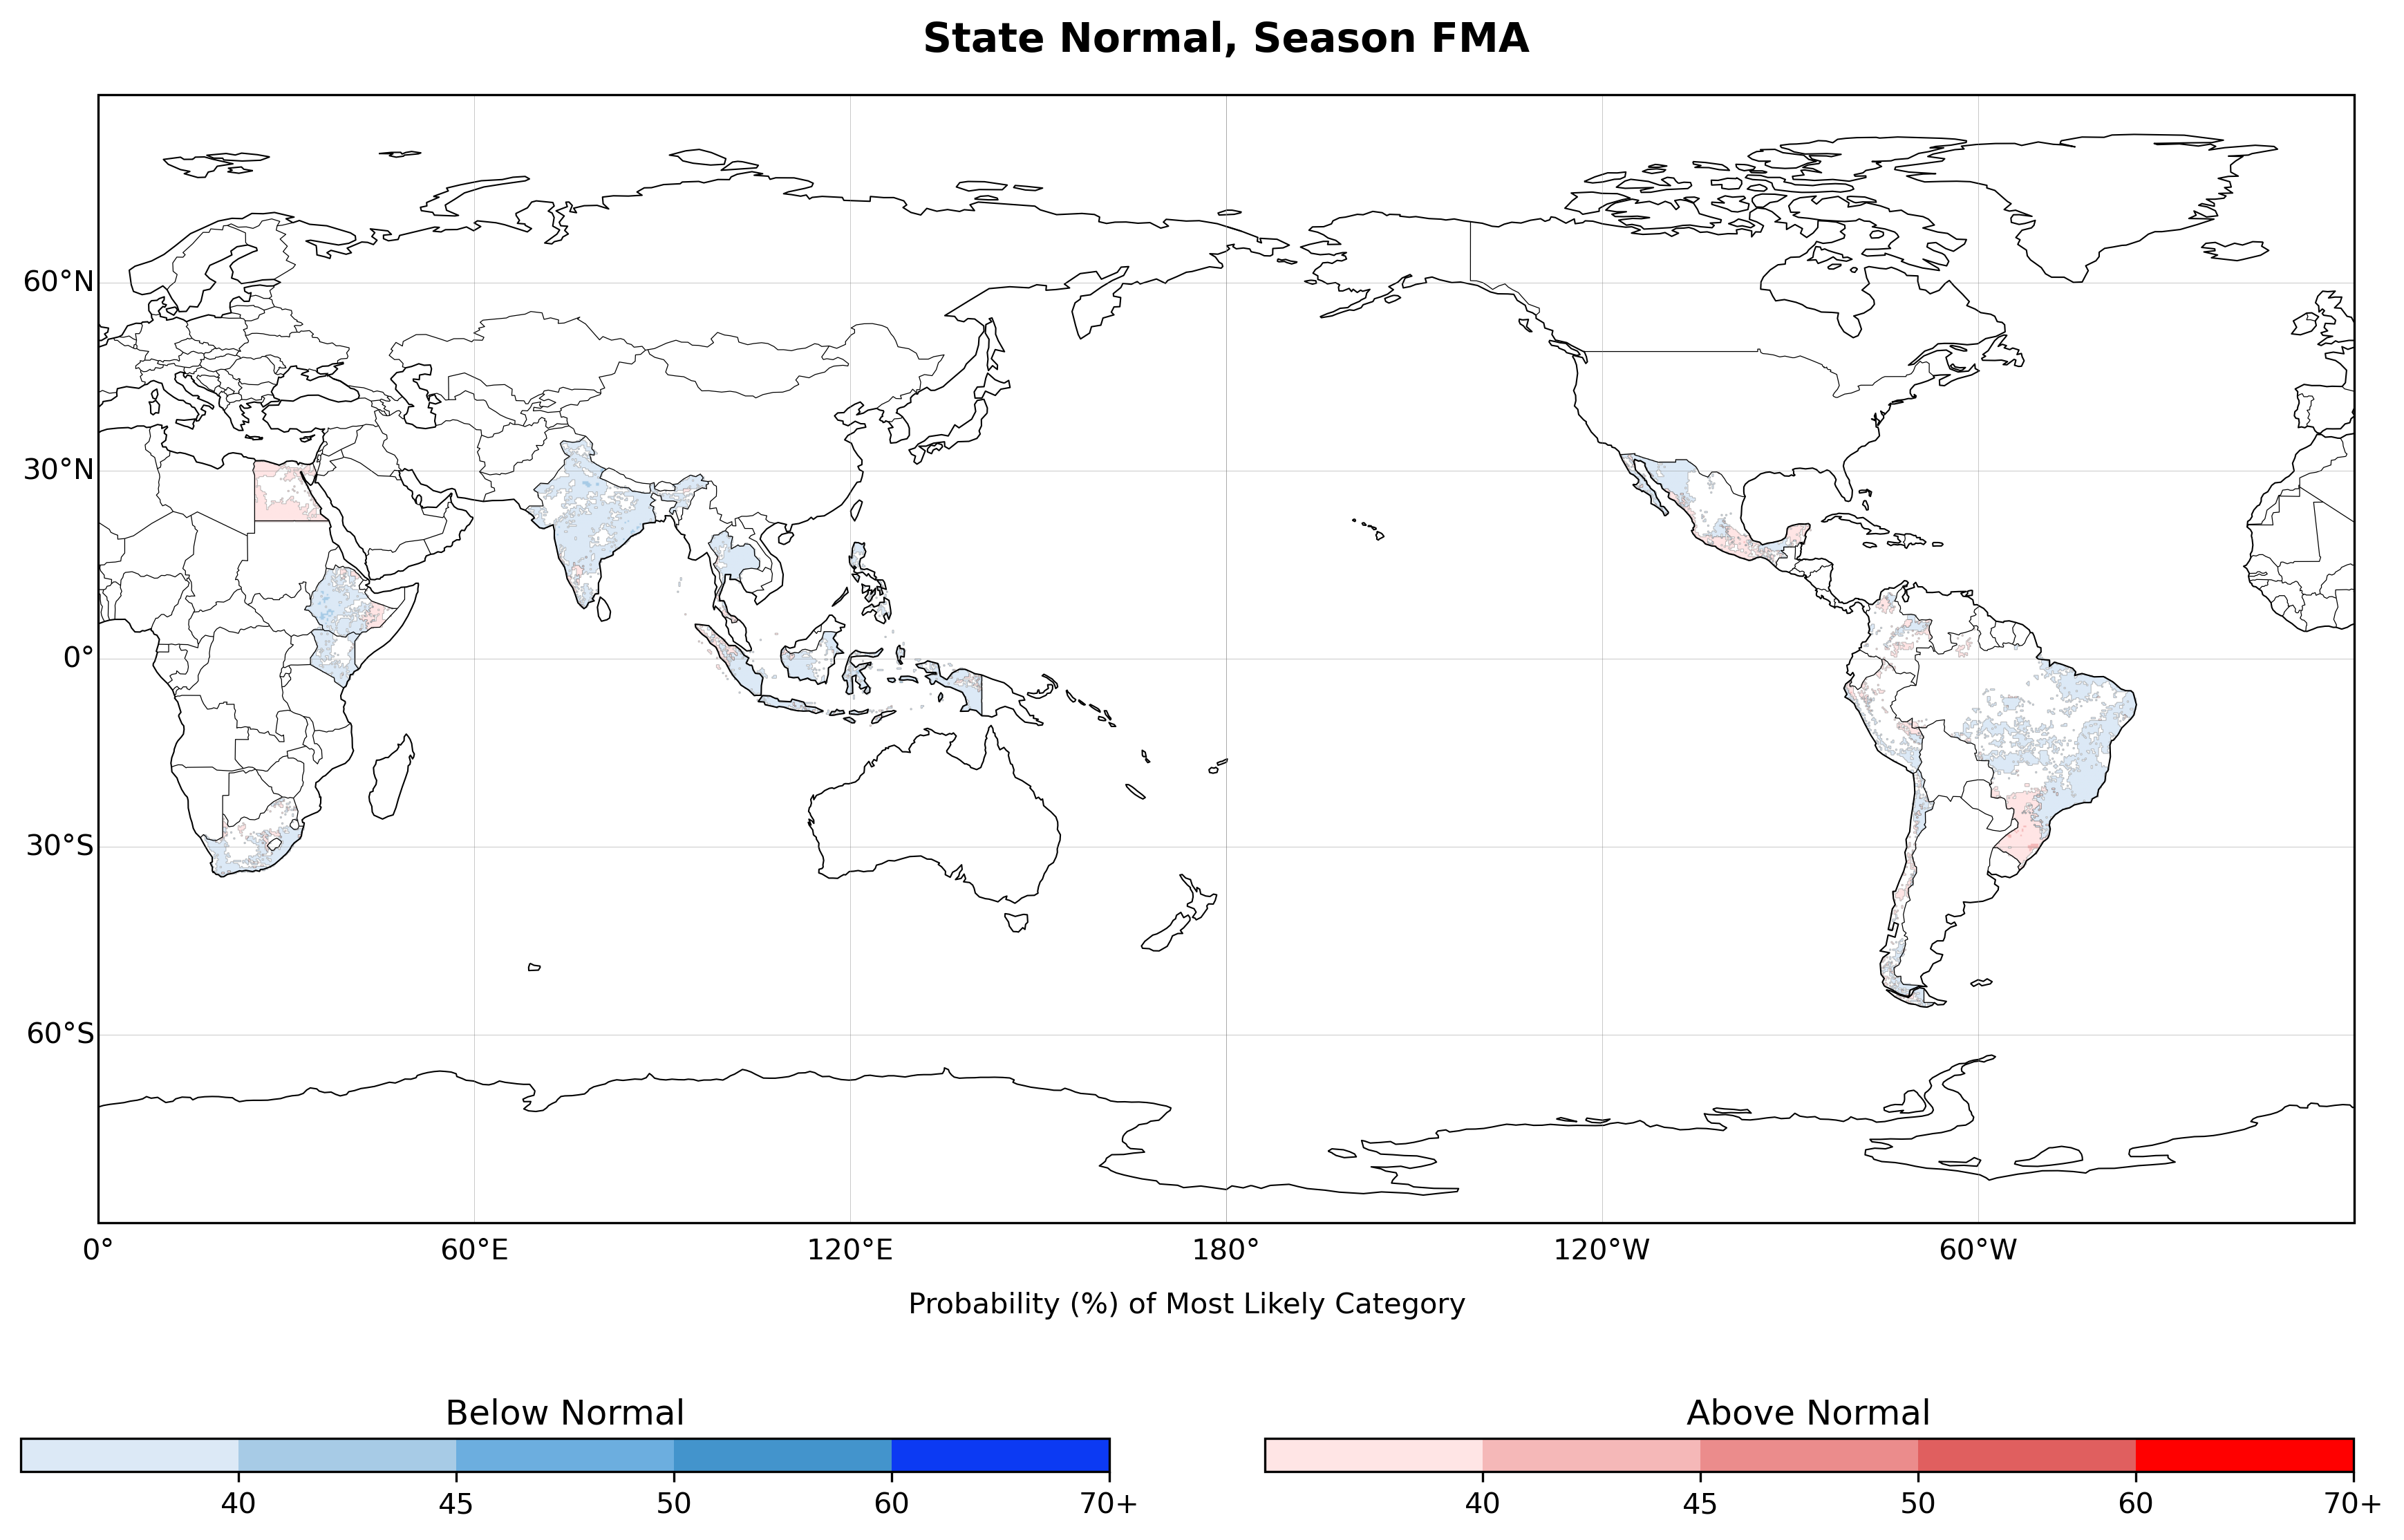 State Normal, Season FMA
60°N
30°N
0°
30°S
60°S
0° 60°E 120°E 180° 120°W 60°W
Probability (%) of Most Likely Category
Below Normal Above Normal
40 45 50 60 70+ 40 45 50 60 70+